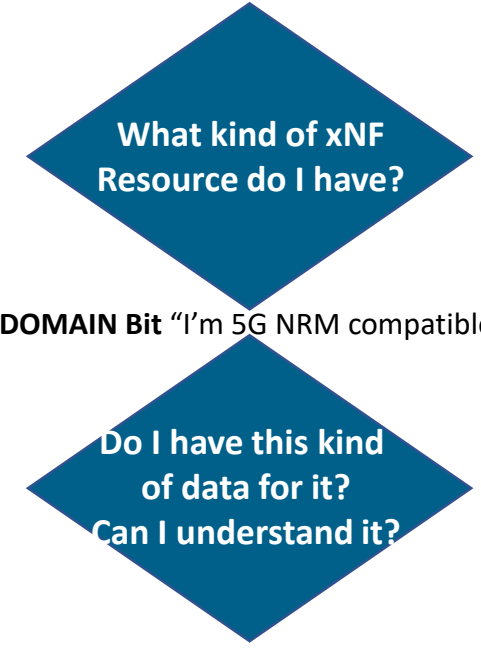 What kind of xNF
Resource do I have?
DOMAIN Bit “I’m 5G NRM compatible
Do I have this kind
of data for it?
Can I understand it?